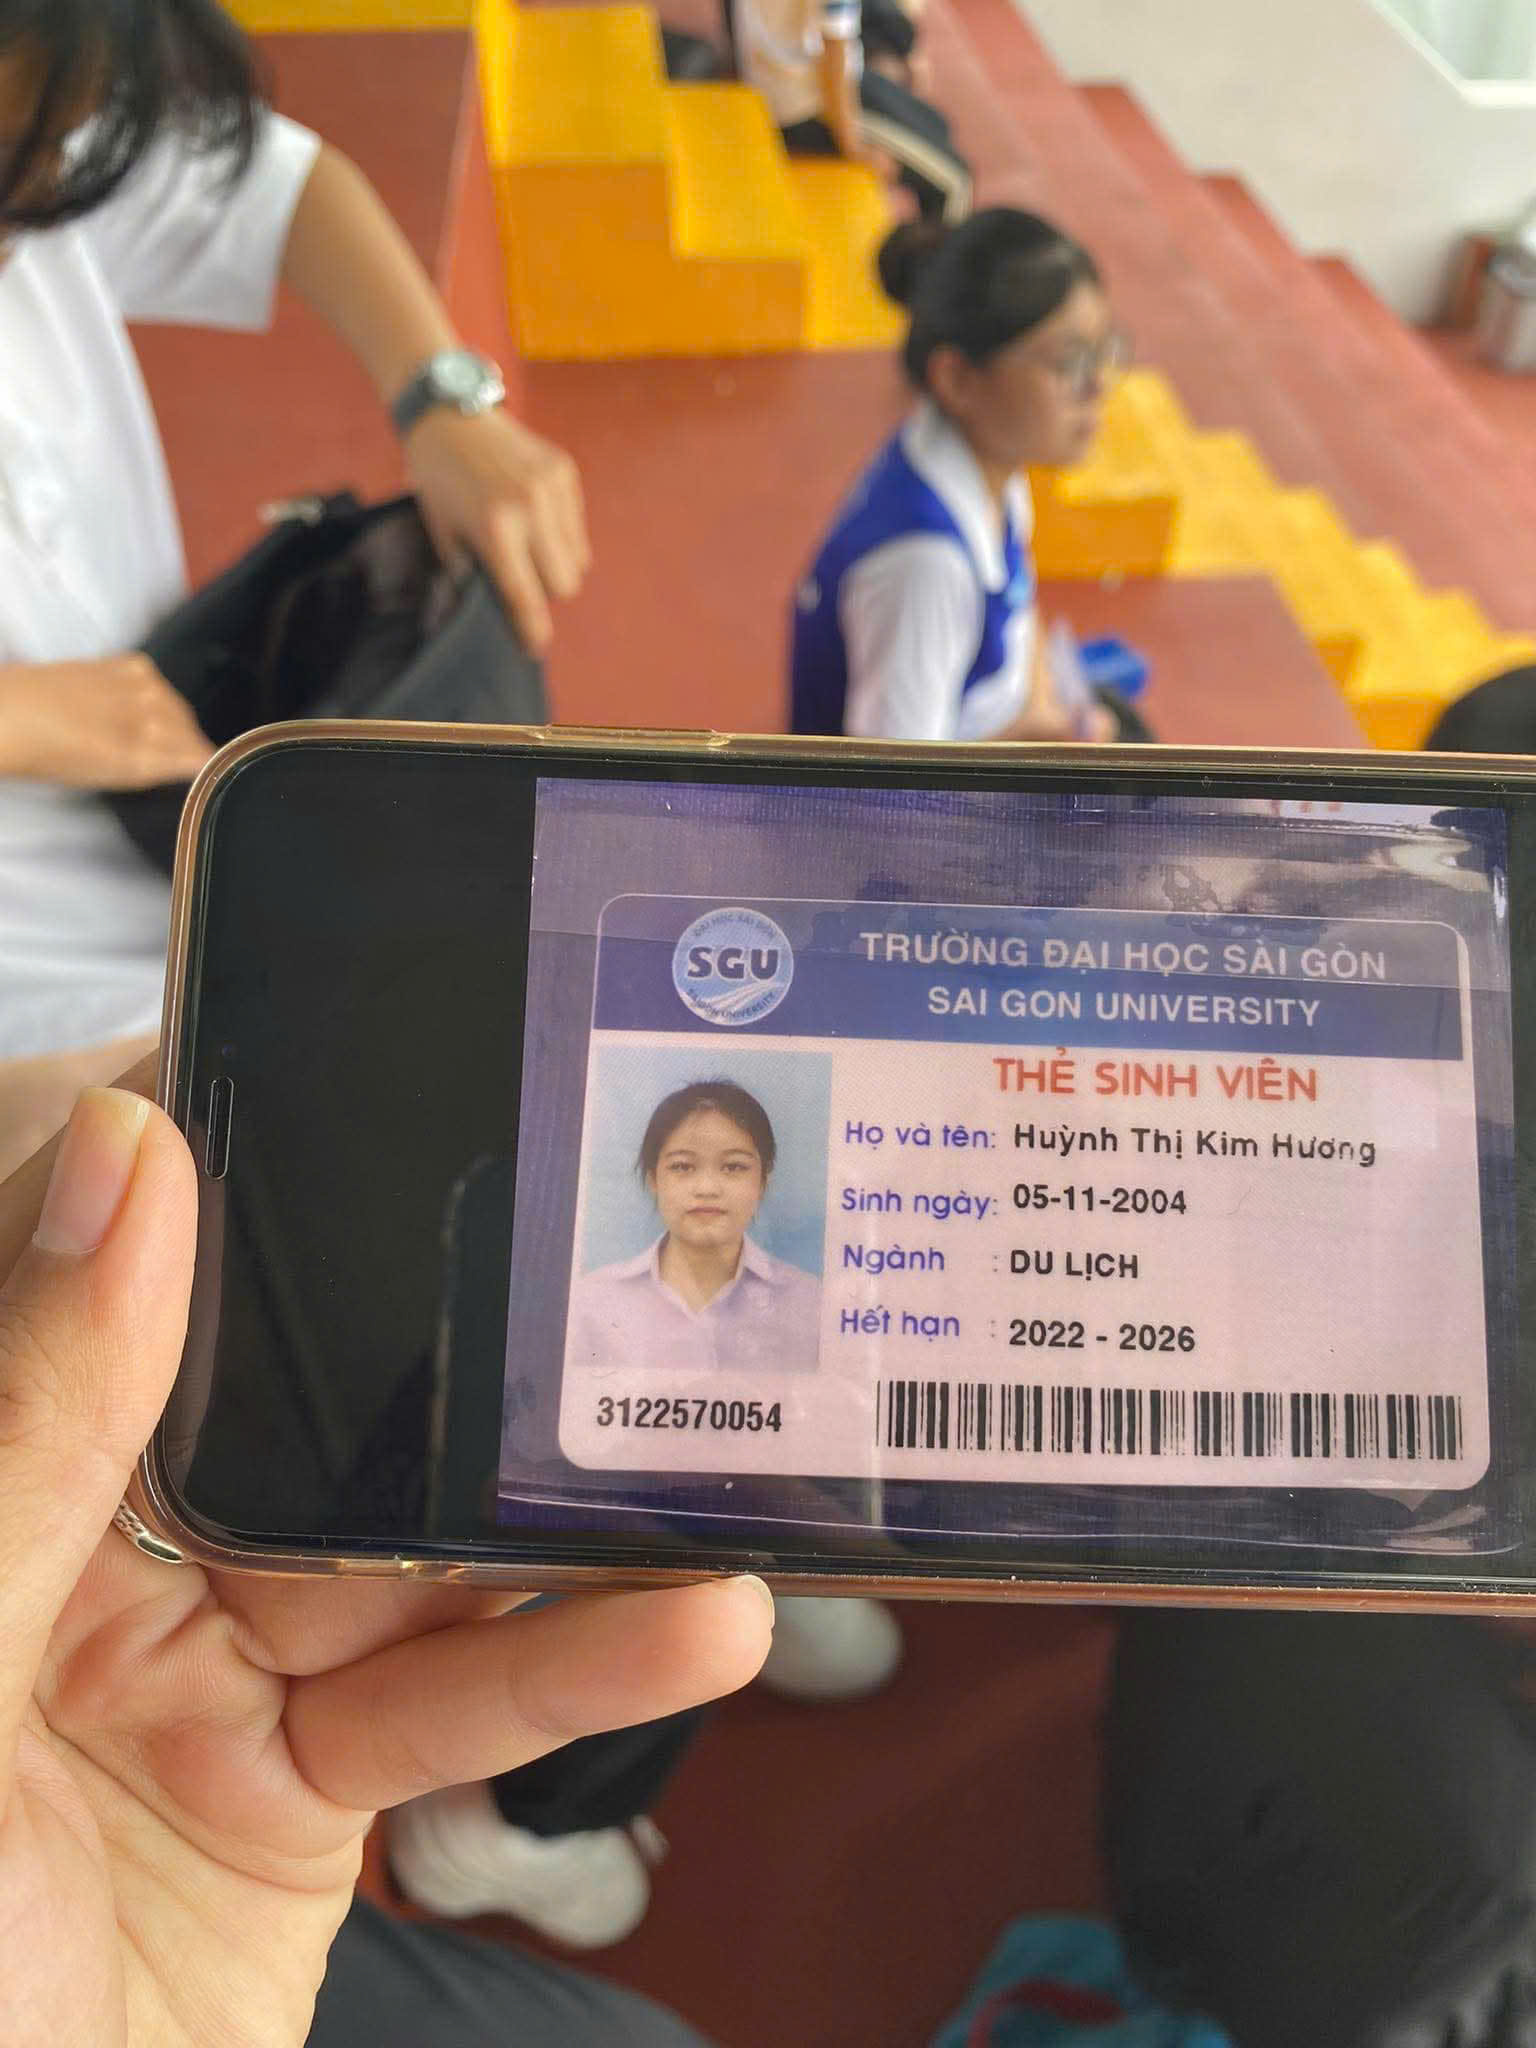 ĐẠI HỌC SÀI GÒN
SGU
SAIGON UNIVERSITY
TRƯỜNG ĐẠI HỌC SÀI GÒN
SAI GON UNIVERSITY
THẺ SINH VIÊN
Họ và tên: Huỳnh Thị Kim Hương
Sinh ngày: 05-11-2004
Ngành : DU LỊCH
Hết hạn : 2022 - 2026
3122570054